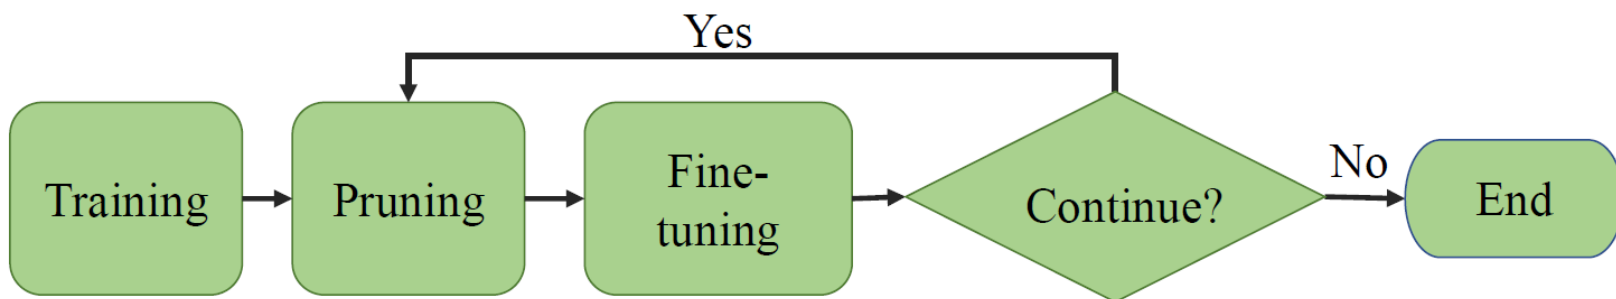 Yes
Training
Pruning
Fine-
tuning
Continue?
No
End